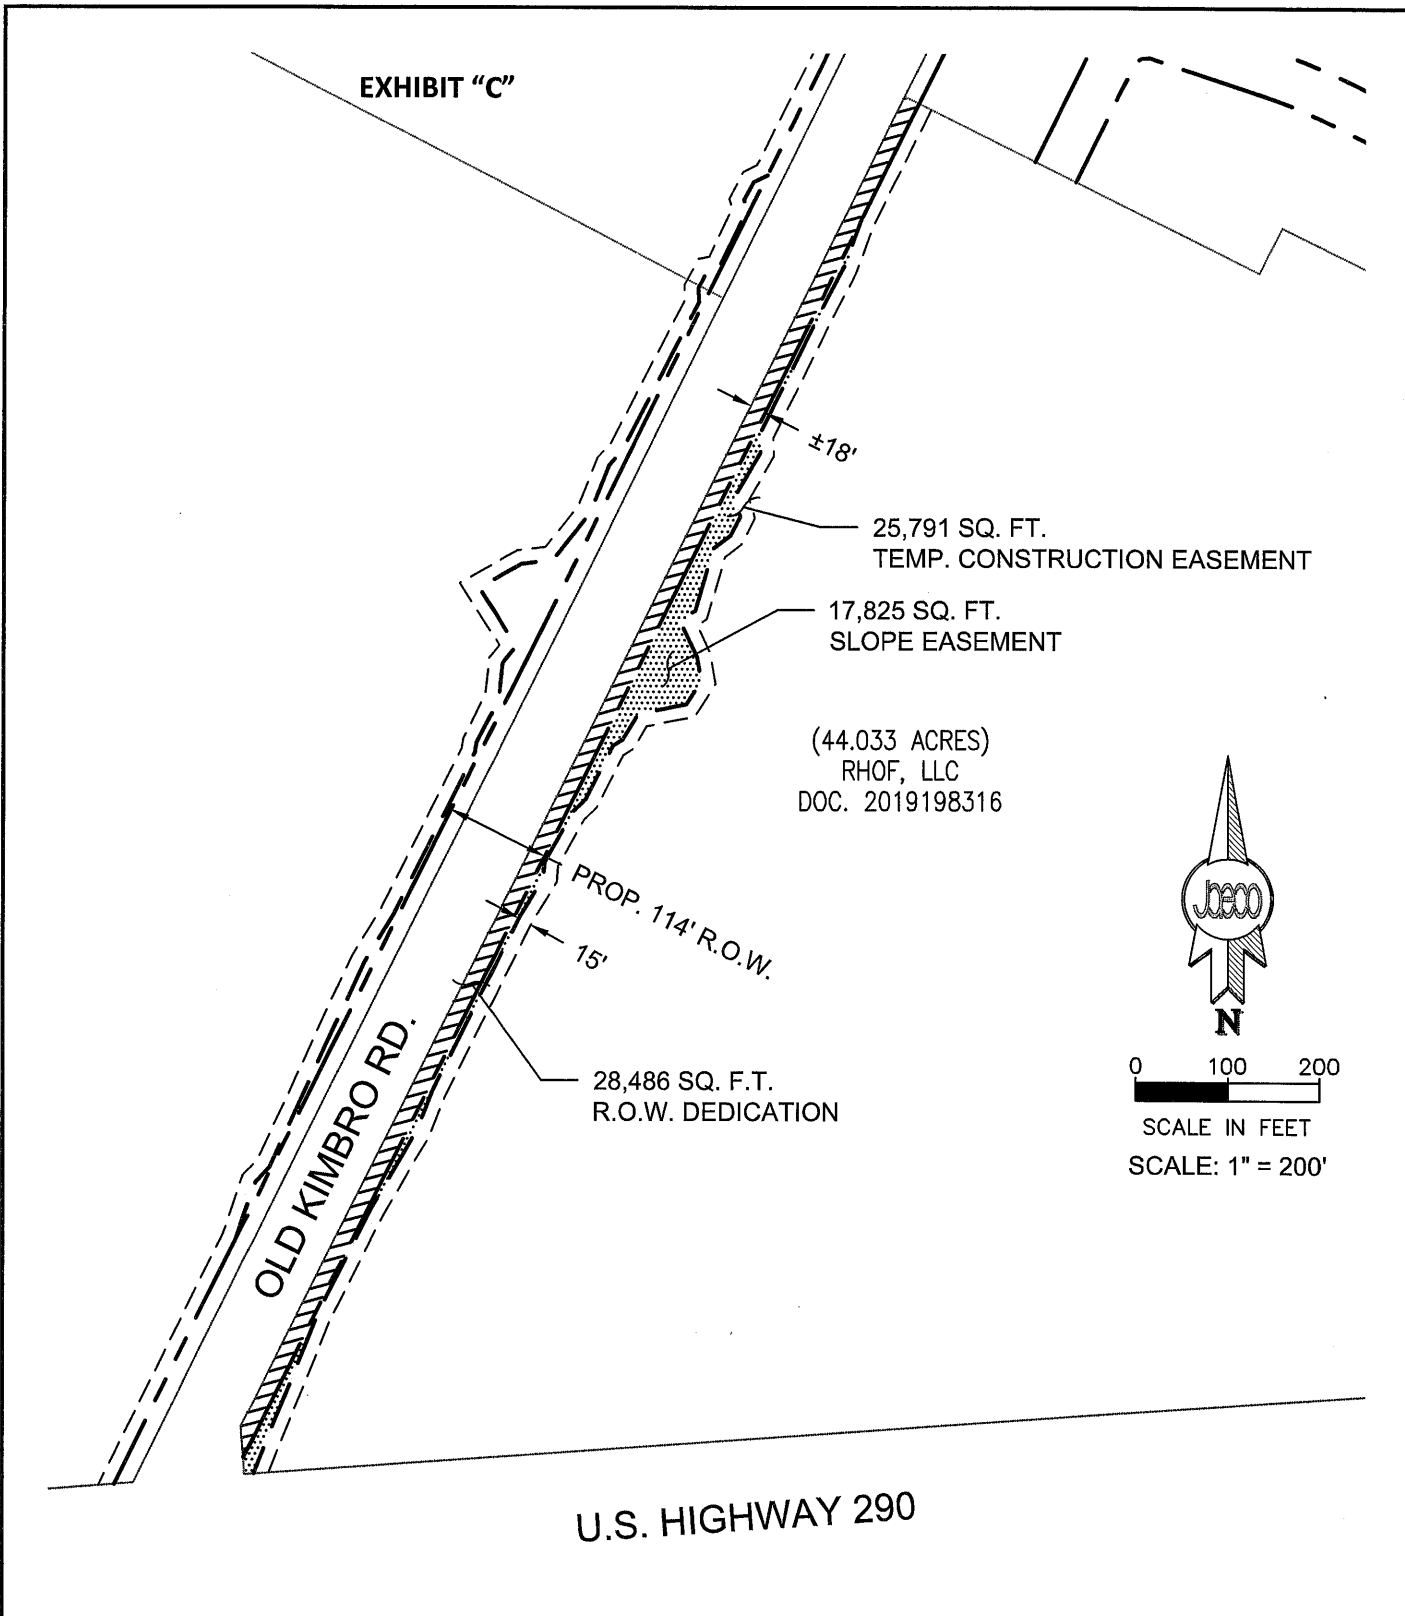 EXHIBIT “C”
±18'
25,791 SQ. FT.
TEMP. CONSTRUCTION EASEMENT
17,825 SQ. FT.
SLOPE EASEMENT
(44.033 ACRES)
RHOF, LLC
DOC. 2019198316
PROP. 114' R.O.W.
15'
28,486 SQ. F.T.
R.O.W. DEDICATION
OLD KIMBRO RD.
Jaeco
N
0 100 200
SCALE IN FEET
SCALE: 1" = 200'
U.S. HIGHWAY 290